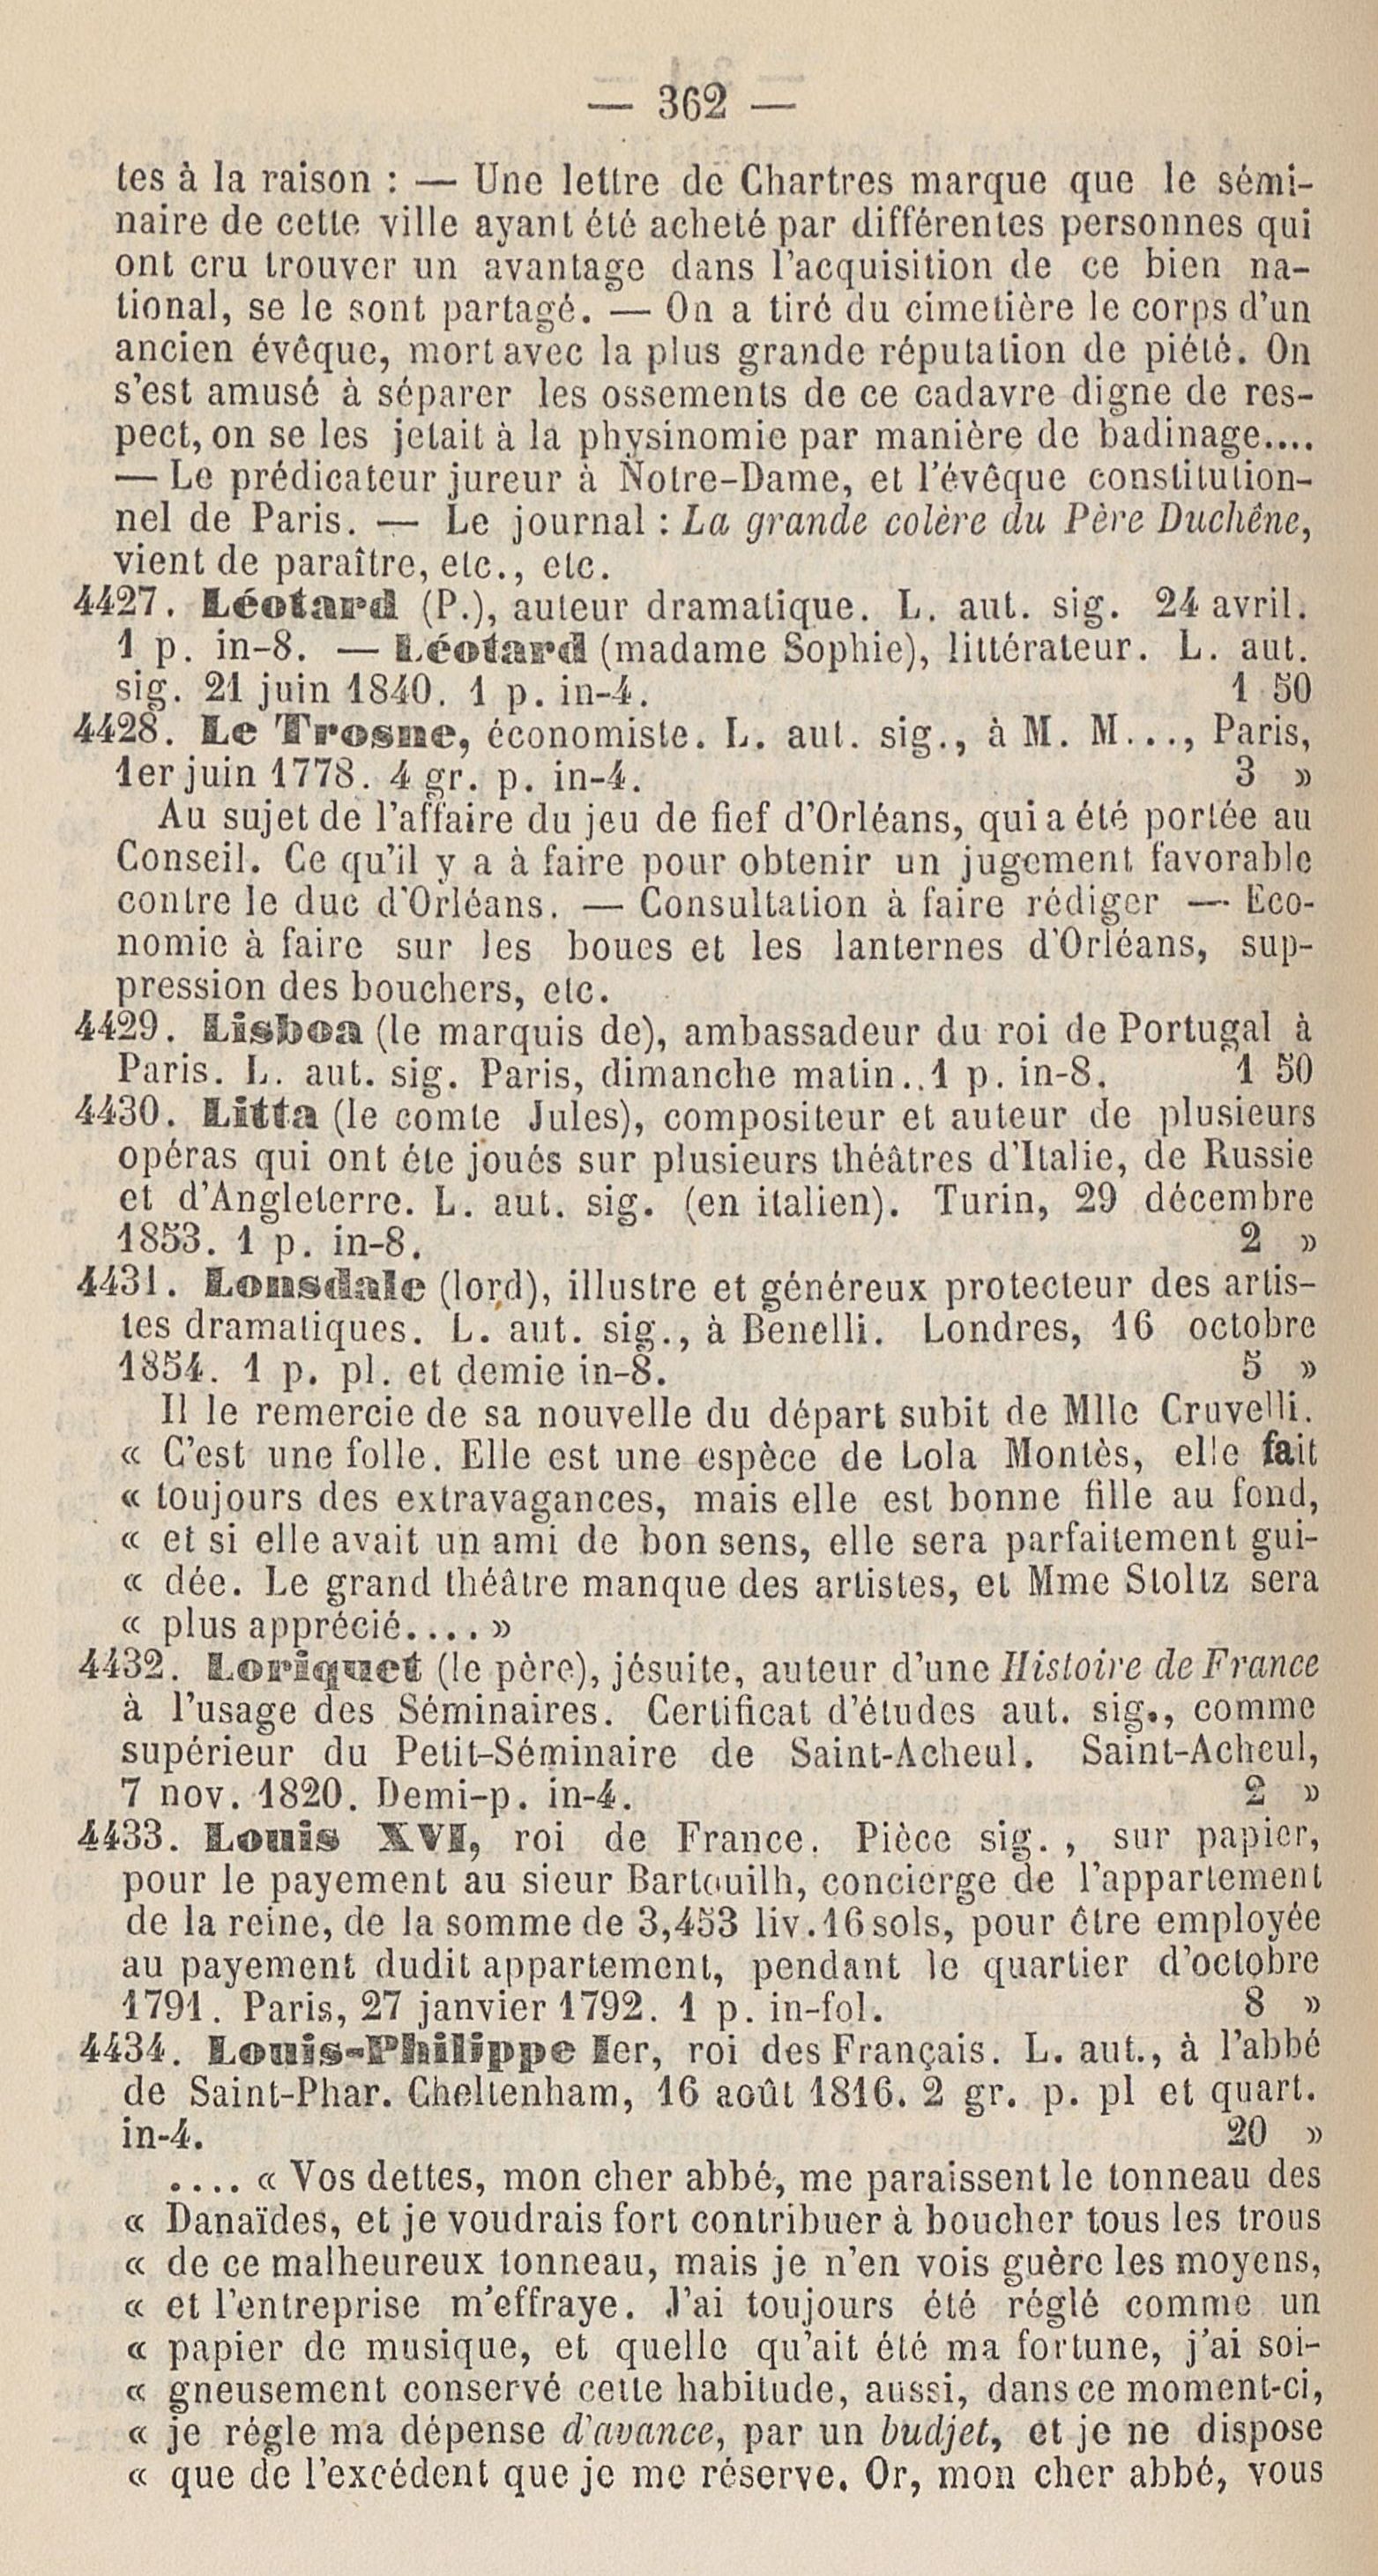 — 362 —
tes à la raison : — Une lettre de Chartres marque que le sémi-
naire de cette ville ayant été acheté par différentes personnes qui
ont cru trouver un avantage dans l'acquisition de ce bien na-
tional, se le sont partagé. — On a tiré du cimetière le corps d'un
ancien évêque, mort avec la plus grande réputation de piété. On
s'est amusé à séparer les ossements de ce cadavre digne de res-
pect, on se les jetait à la physinomie par manière de badinage....
— Le prédicateur jureur à Notre-Dame, et l'évêque constitution-
nel de Paris. — Le journal : La grande colère du Père Duchêne,
vient de paraître, etc., etc.
4427. Léotard (P.), auteur dramatique. L. aut. sig. 24 avril.
1 p. in-8. — Léotard (madame Sophie), littérateur. L. aut.
sig. 21 juin 1840. 1 p. in-4. 1 50
4428. Le Trosne, économiste. L. aut. sig., à M. M..., Paris,
1er juin 1778. 4 gr. p. in-4. 3 »
Au sujet de l'affaire du jeu de fief d'Orléans, qui a été portée au
Conseil. Ce qu'il y a à faire pour obtenir un jugement favorable
contre le duc d'Orléans. — Consultation à faire rédiger — Eco-
nomie à faire sur les boues et les lanternes d'Orléans, sup-
pression des bouchers, etc.
4429. Lisboa (le marquis de), ambassadeur du roi de Portugal à
Paris. L. aut. sig. Paris, dimanche matin..1 p. in-8. 1 50
4430. Litta (le comte Jules), compositeur et auteur de plusieurs
opéras qui ont éte joués sur plusieurs théâtres d'Italie, de Russie
et d'Angleterre. L. aut. sig. (en italien). Turin, 29 décembre
1853. 1 p. in-8. 2 »
4431. Lonsdale (lord), illustre et généreux protecteur des artis-
tes dramatiques. L. aut. sig., à Benelli. Londres, 16 octobre
1854. 1 p. pl. et demie in-8. 5 »
Il le remercie de sa nouvelle du départ subit de Mlle Cruvelli.
« C'est une folle. Elle est une espèce de Lola Montès, elle fait
« toujours des extravagances, mais elle est bonne fille au fond,
« et si elle avait un ami de bon sens, elle sera parfaitement gui-
« dée. Le grand théâtre manque des artistes, et Mme Stoltz sera
« plus apprécié.... »
4432. Loriquet (le père), jésuite, auteur d'une Histoire de France
à l'usage des Séminaires. Certificat d'études aut. sig., comme
supérieur du Petit-Séminaire de Saint-Acheul. Saint-Acheul,
7 nov. 1820. Demi-p. in-4. 2 »
4433. Louis XVI, roi de France. Pièce sig. , sur papier,
pour le payement au sieur Bartouilh, concierge de l'appartement
de la reine, de la somme de 3,453 liv. 16 sols, pour être employée
au payement dudit appartement, pendant le quartier d'octobre
1791. Paris, 27 janvier 1792. 1 p. in-fol. 8 »
4434. Louis-Philippe Ier, roi des Français. L. aut., à l'abbé
de Saint-Phar. Cheltenham, 16 août 1816. 2 gr. p. pl et quart.
in-4. 20 »
.... « Vos dettes, mon cher abbé, me paraissent le tonneau des
« Danaïdes, et je voudrais fort contribuer à boucher tous les trous
« de ce malheureux tonneau, mais je n'en vois guère les moyens,
« et l'entreprise m'effraye. J'ai toujours été réglé comme un
« papier de musique, et quelle qu'ait été ma fortune, j'ai soi-
« gneusement conservé cette habitude, aussi, dans ce moment-ci,
« je régle ma dépense d'avance, par un budjet, et je ne dispose
« que de l'excédent que je me réserve. Or, mon cher abbé, vous